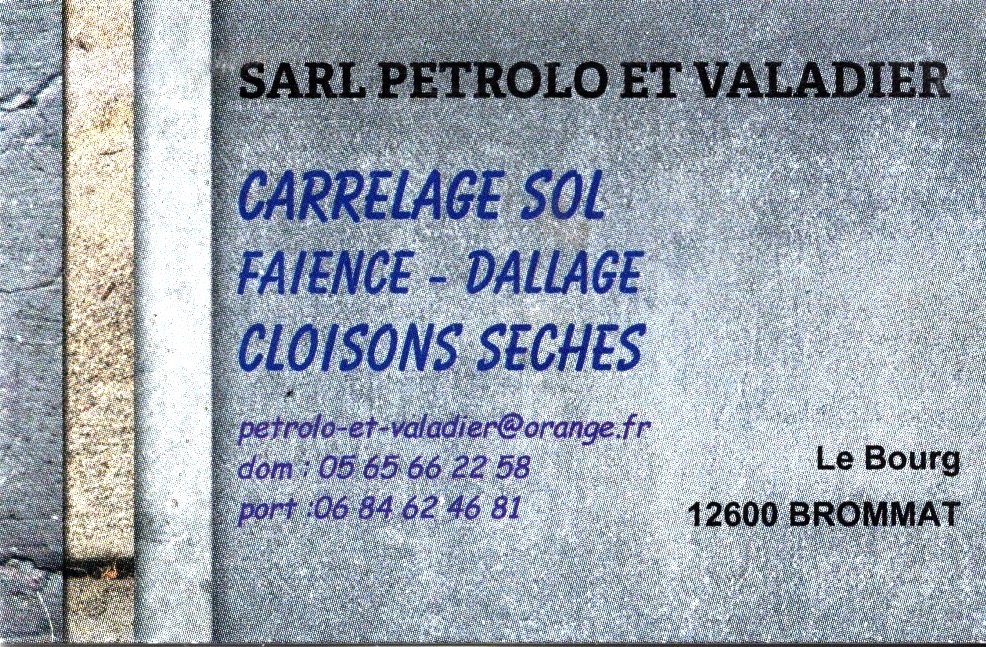 SARL PETROLO ET VALADIER
CARRELAGE SOL
FAIENCE - DALLAGE
CLOISONS SECHES
petrolo-et-valadier@orange.fr
dom : 05 65 66 22 58
port :06 84 62 46 81
Le Bourg
12600 BROMMAT